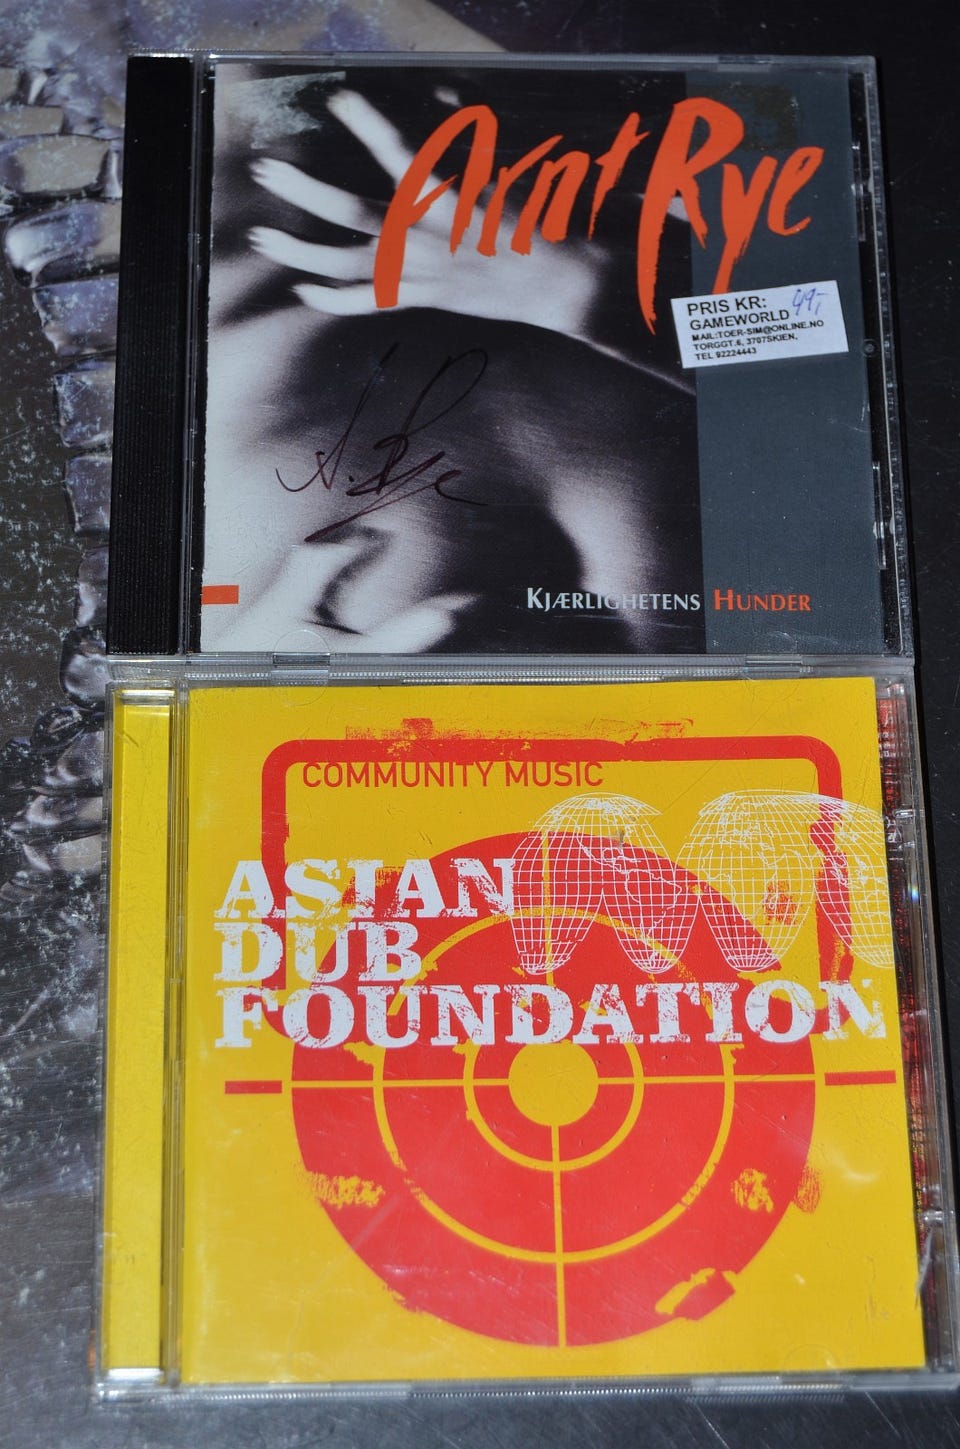 Arnt Rye
PRIS KR: 49,-
GAMEWORLD
MAIL:TOER-SIM@ONLINE.NO
TORGGT.6, 3707SKIEN.
TEL 92224443
A. Rye
KJÆRLIGHETENS HUNDER
COMMUNITY MUSIC
ASIAN
DUB
FOUNDATION